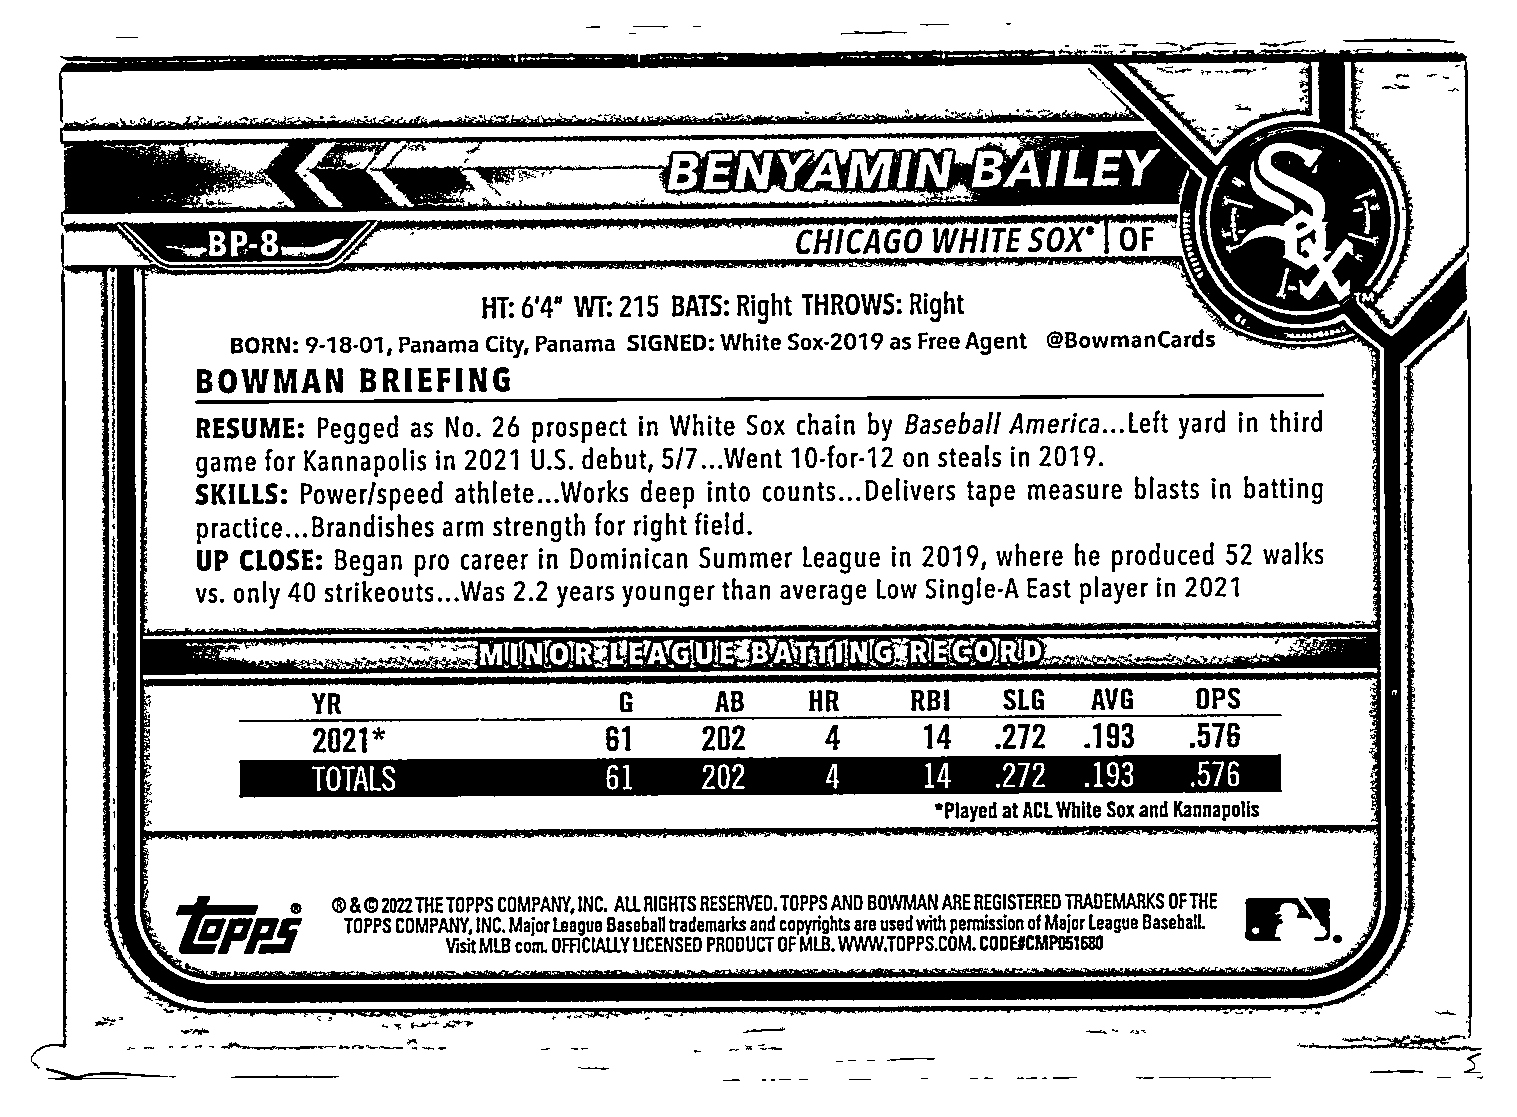 BENYAMIN BAILEY
BP-8
CHICAGO WHITE SOX® | OF
Sox
TM
HT: 6'4" WT: 215 BATS: Right THROWS: Right
BORN: 9-18-01, Panama City, Panama SIGNED: White Sox-2019 as Free Agent @BowmanCards
BOWMAN BRIEFING
RESUME: Pegged as No. 26 prospect in White Sox chain by Baseball America...Left yard in third
game for Kannapolis in 2021 U.S. debut, 5/7...Went 10-for-12 on steals in 2019.
SKILLS: Power/speed athlete...Works deep into counts...Delivers tape measure blasts in batting
practice...Brandishes arm strength for right field.
UP CLOSE: Began pro career in Dominican Summer League in 2019, where he produced 52 walks
vs. only 40 strikeouts...Was 2.2 years younger than average Low Single-A East player in 2021
MINOR LEAGUE BATTING RECORD
YR G AB HR RBI SLG AVG OPS
2021* 61 202 4 14 .272 .193 .576
TOTALS 61 202 4 14 .272 .193 .576
*Played at ACL White Sox and Kannapolis
topps®
® & © 2022 THE TOPPS COMPANY, INC. ALL RIGHTS RESERVED. TOPPS AND BOWMAN ARE REGISTERED TRADEMARKS OF THE
TOPPS COMPANY, INC. Major League Baseball trademarks and copyrights are used with permission of Major League Baseball.
Visit MLB.com. OFFICIALLY LICENSED PRODUCT OF MLB. WWW.TOPPS.COM. CODE#CMP051680